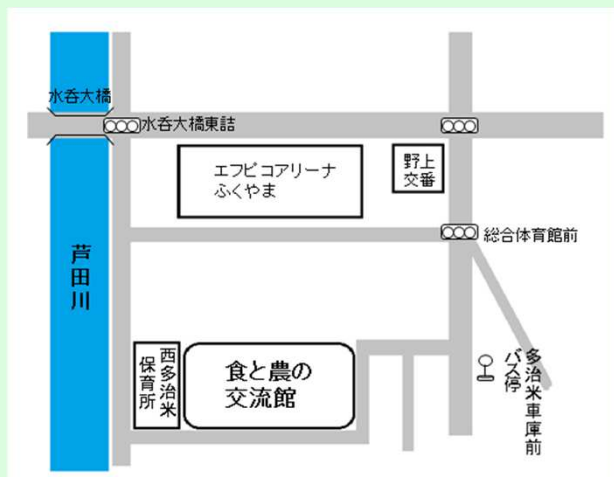 水呑大橋
水呑大橋東詰
エフピコアリーナ
ふくやま
野上
交番
総合体育館前
芦田川
西多治米
保育所
食と農の
交流館
多治米車庫前
バス停